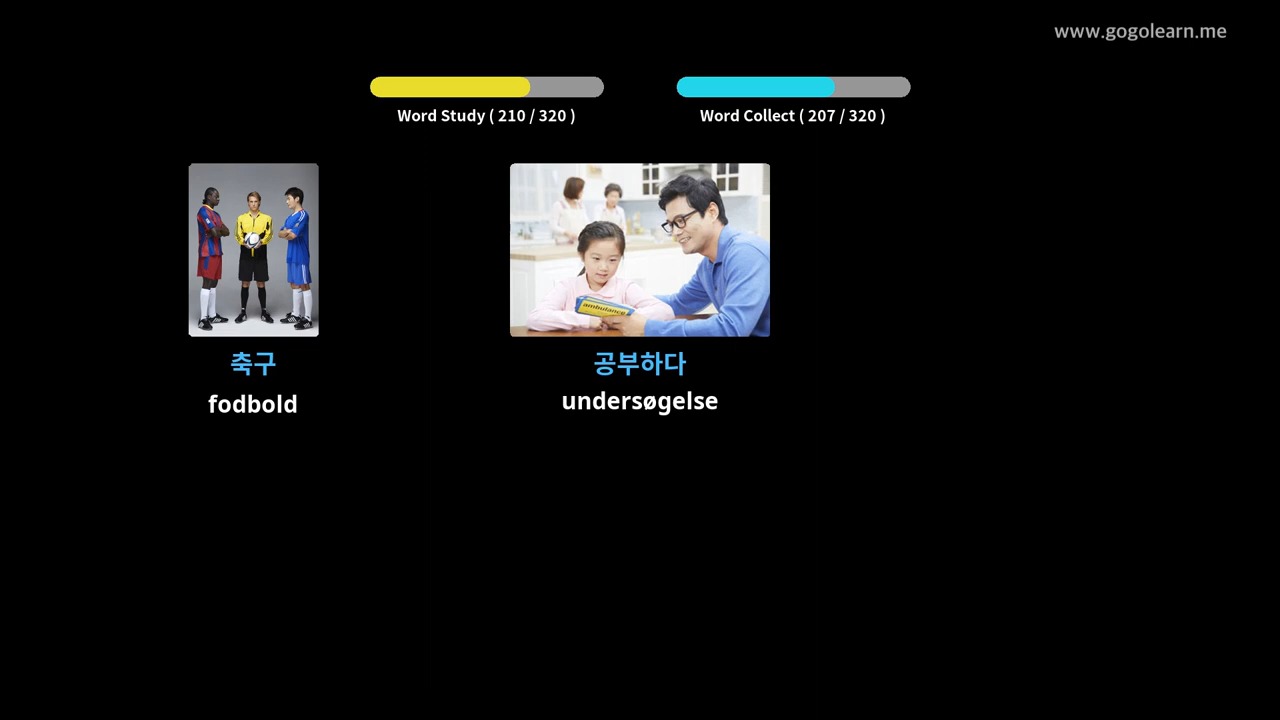 www.gogolearn.me
Word Study ( 210 / 320 )
Word Collect ( 207 / 320 )
ambulance
축구
fodbold
공부하다
undersøgelse